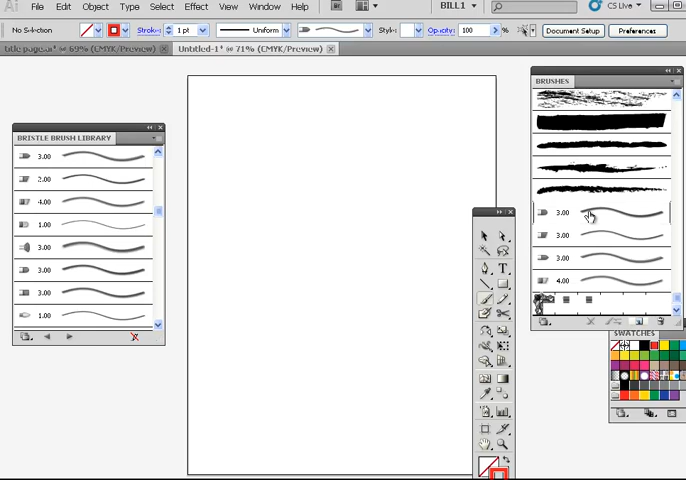 Ai File Edit Object Type Select Effect View Window Help BILL1 CS Live
No Selection Stroke: 1 pt Uniform Style: Opacity: 100 % Document Setup Preferences
title page.ai* @ 69% (CMYK/Preview) Untitled-1* @ 71% (CMYK/Preview)
BRUSHES
BRISTLE BRUSH LIBRARY
3.00
2.00
4.00
1.00
3.00
3.00
3.00
1.00
3.00
3.00
3.00
4.00
T
SWATCHES